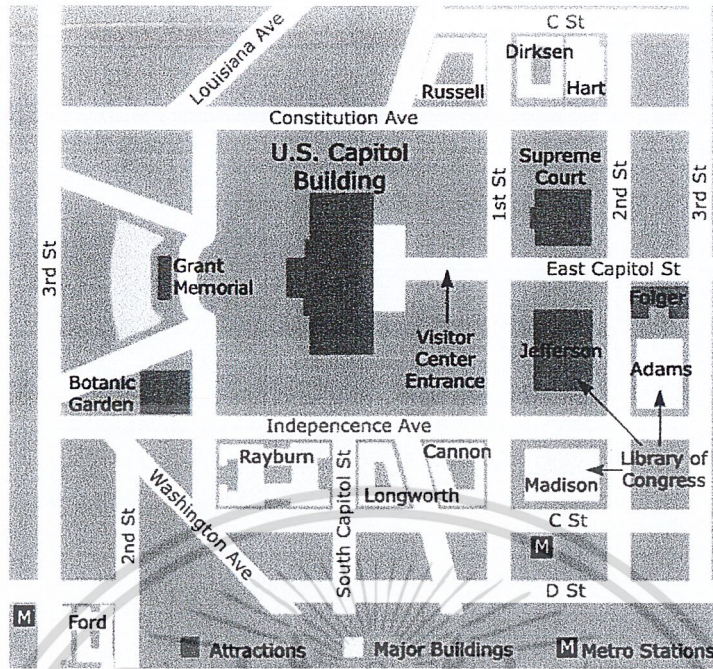 C St
Louisiana Ave
Dirksen
Russell
Hart
Constitution Ave
U.S. Capitol
Building
Supreme
Court
1st St
2nd St
3rd St
3rd St
Grant
Memorial
East Capitol St
Folger
Visitor
Center
Entrance
Jefferson
Adams
Botanic
Garden
Indepencence Ave
Rayburn
South Capitol St
Cannon
Longworth
Madison
Library of
Congress
Washington Ave
2nd St
C St
M
D St
M
Ford
Attractions
Major Buildings
M Metro Stations